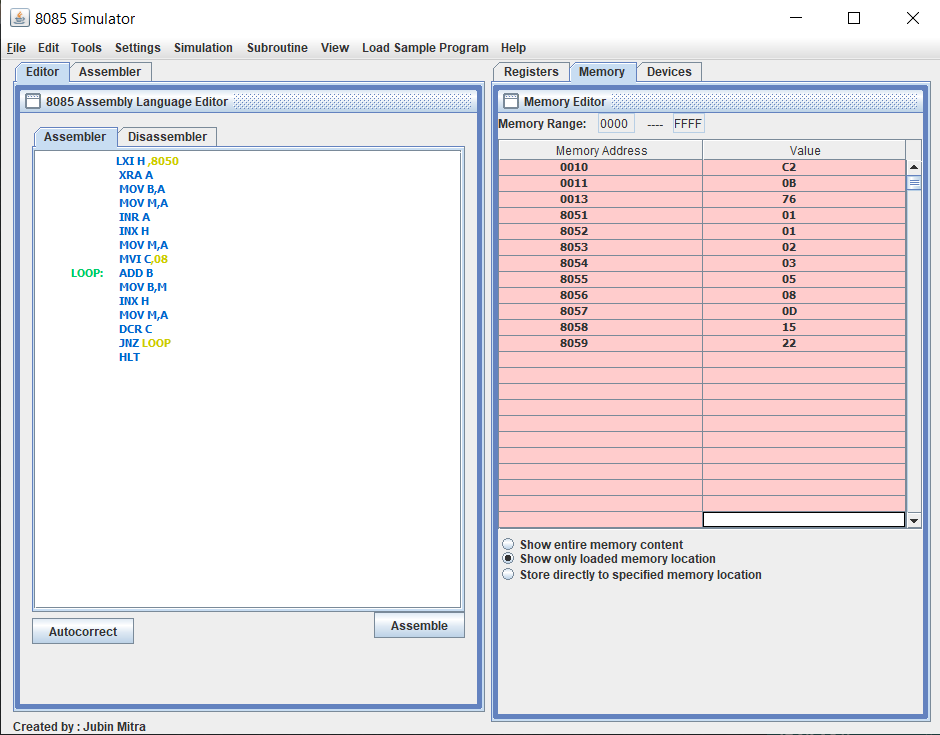 8085 Simulator
File Edit Tools Settings Simulation Subroutine View Load Sample Program Help
Editor Assembler
8085 Assembly Language Editor
Assembler Disassembler
LXI H ,8050
XRA A
MOV B,A
MOV M,A
INR A
INX H
MOV M,A
MVI C,08
LOOP: ADD B
MOV B,M
INX H
MOV M,A
DCR C
JNZ LOOP
HLT
Autocorrect
Assemble
Registers Memory Devices
Memory Editor
Memory Range: 0000 ---- FFFF
Memory Address Value
0010 C2
0011 0B
0013 76
8051 01
8052 01
8053 02
8054 03
8055 05
8056 08
8057 0D
8058 15
8059 22
Show entire memory content
Show only loaded memory location
Store directly to specified memory location
Created by : Jubin Mitra